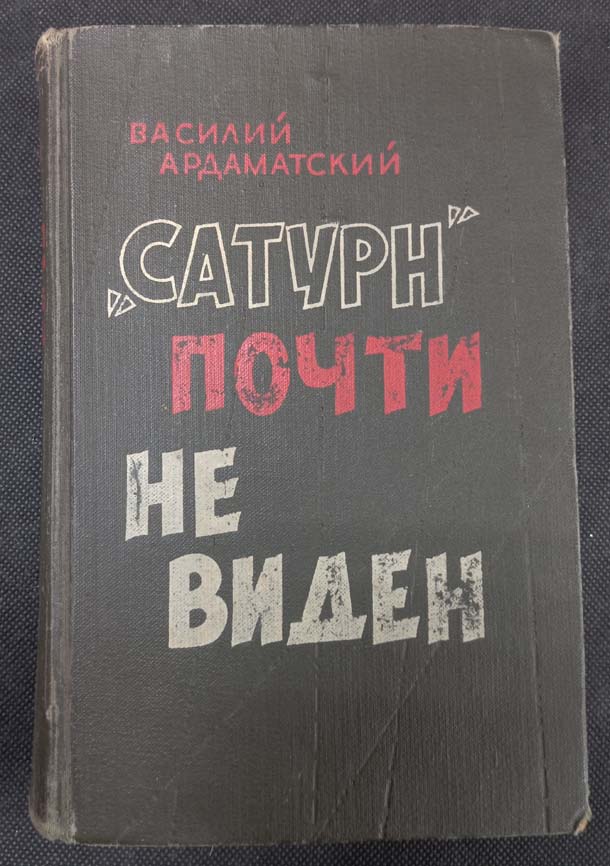 ВАСИЛИЙ
АРДАМАТСКИЙ
„САТУРН”
ПОЧТИ
НЕ
ВИДЕН